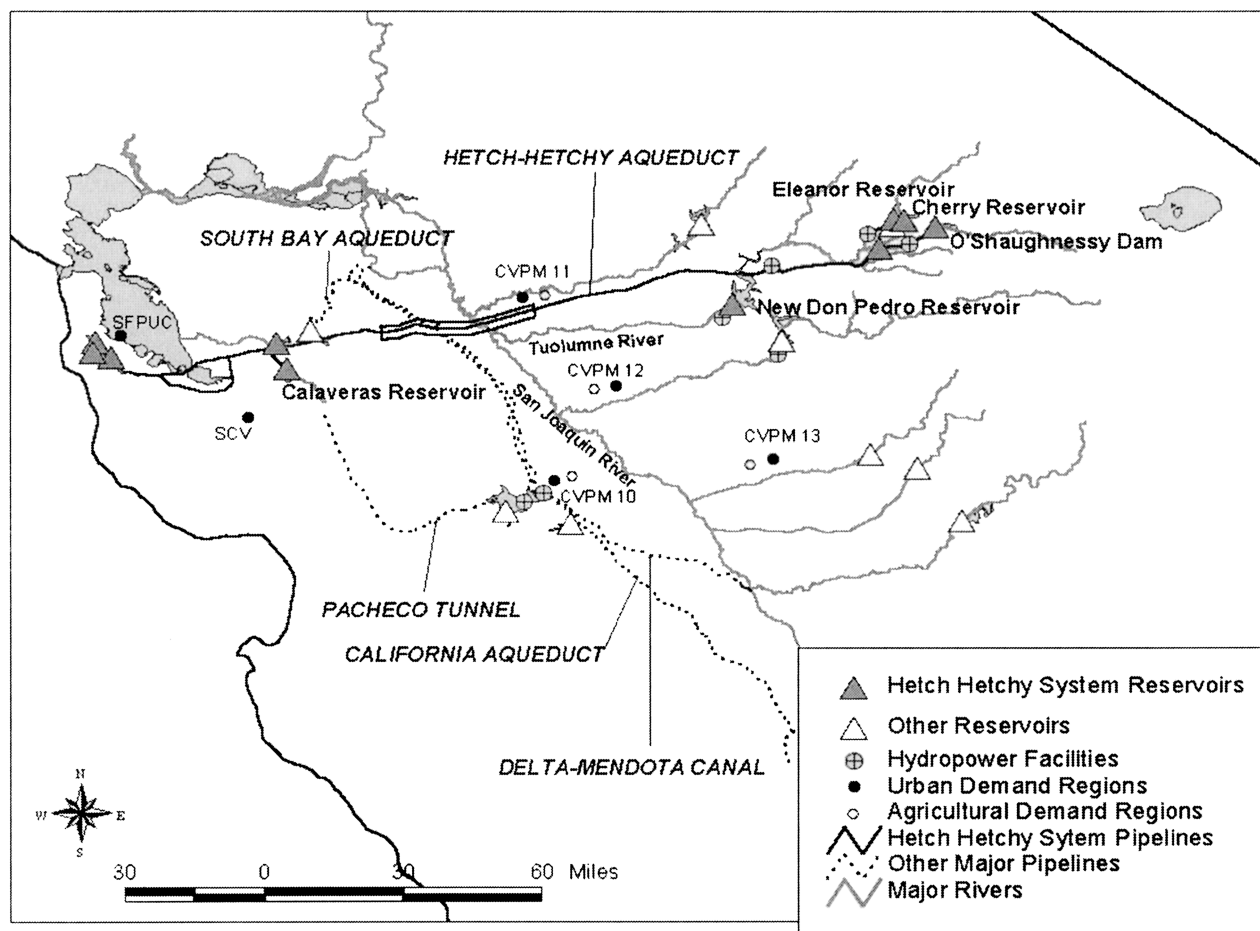 HETCH-HETCHY AQUEDUCT
Eleanor Reservoir
Cherry Reservoir
SOUTH BAY AQUEDUCT
O'Shaughnessy Dam
CVPM 11
New Don Pedro Reservoir
SFPUC
Tuolumne River
CVPM 12
Calaveras Reservoir
San Joaquin River
SCV
CVPM 13
CVPM 10
PACHECO TUNNEL
CALIFORNIA AQUEDUCT
DELTA-MENDOTA CANAL
Hetch Hetchy System Reservoirs
Other Reservoirs
Hydropower Facilities
Urban Demand Regions
Agricultural Demand Regions
Hetch Hetchy Sytem Pipelines
Other Major Pipelines
Major Rivers
N
W E
S
30 0 30 60 Miles